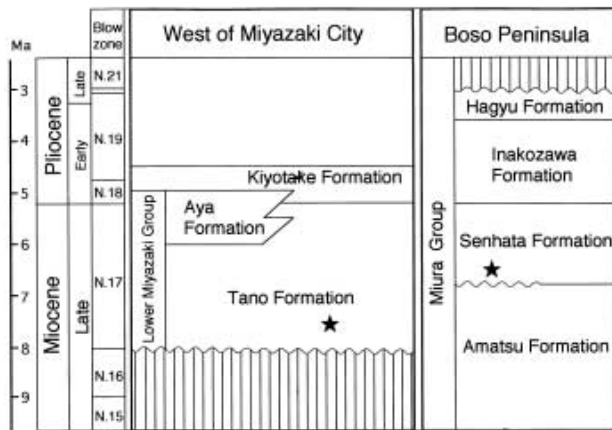 Ma
Blow
zone
West of Miyazaki City
Boso Peninsula
3
4
5
6
7
8
9
Pliocene
Miocene
Late
Early
Late
N.21
N.19
N.18
N.17
N.16
N.15
Lower Miyazaki Group
Kiyotake Formation
Aya
Formation
Tano Formation
Miura Group
Hagyu Formation
Inakozawa
Formation
Senhata Formation
Amatsu Formation